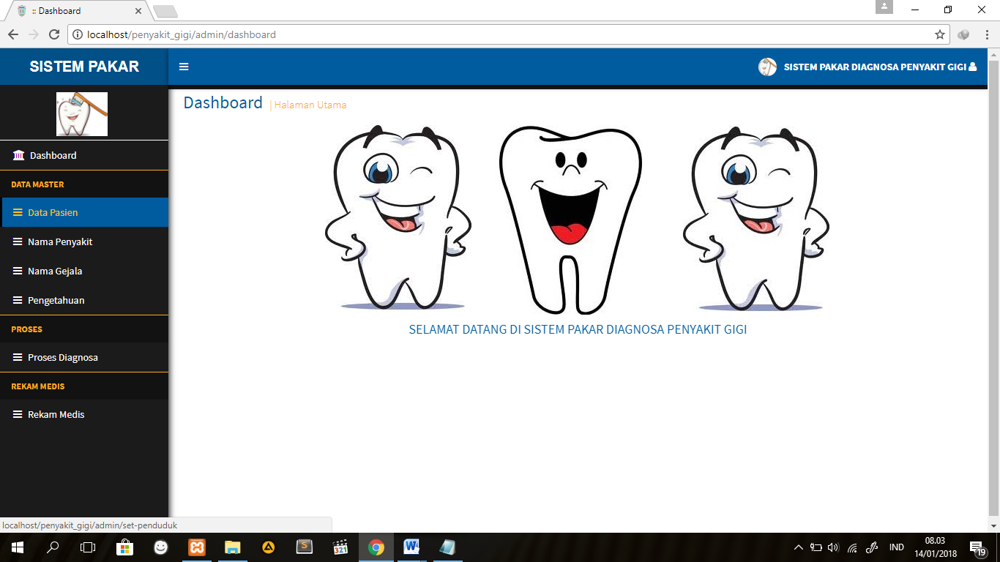 :: Dashboard
localhost/penyakit_gigi/admin/dashboard
SISTEM PAKAR
SISTEM PAKAR DIAGNOSA PENYAKIT GIGI
Dashboard | Halaman Utama
Dashboard
DATA MASTER
Data Pasien
Nama Penyakit
Nama Gejala
Pengetahuan
PROSES
Proses Diagnosa
REKAM MEDIS
Rekam Medis
SELAMAT DATANG DI SISTEM PAKAR DIAGNOSA PENYAKIT GIGI
localhost/penyakit_gigi/admin/set-penduduk
S
321
W
IND
08.03
14/01/2018
19